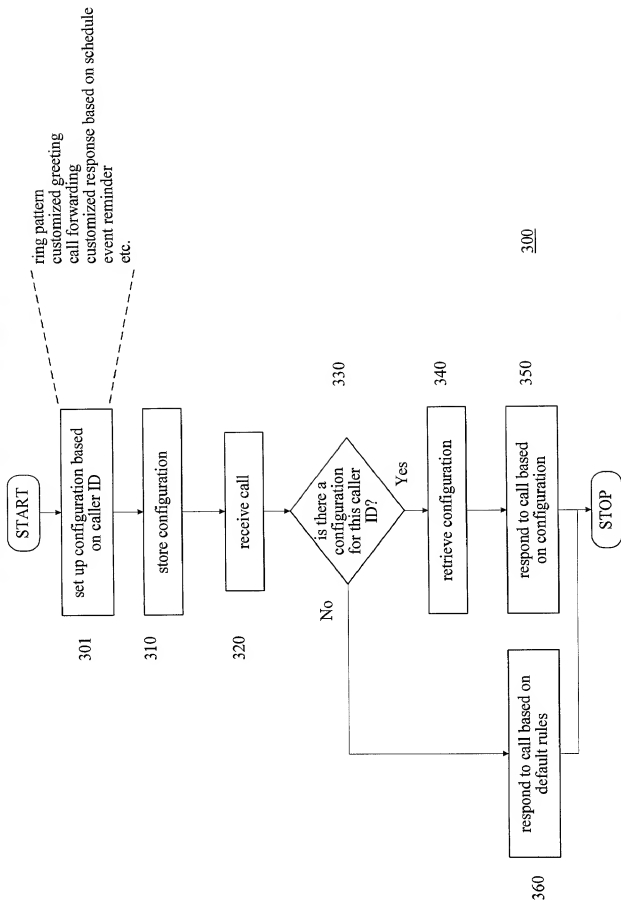 START
set up configuration based
on caller ID
301
ring pattern
customized greeting
call forwarding
customized response based on schedule
event reminder
etc.
store configuration
310
receive call
320
is there a
configuration
for this caller
ID?
330
No
Yes
retrieve configuration
340
respond to call based
on configuration
350
respond to call based on
default rules
360
STOP
300